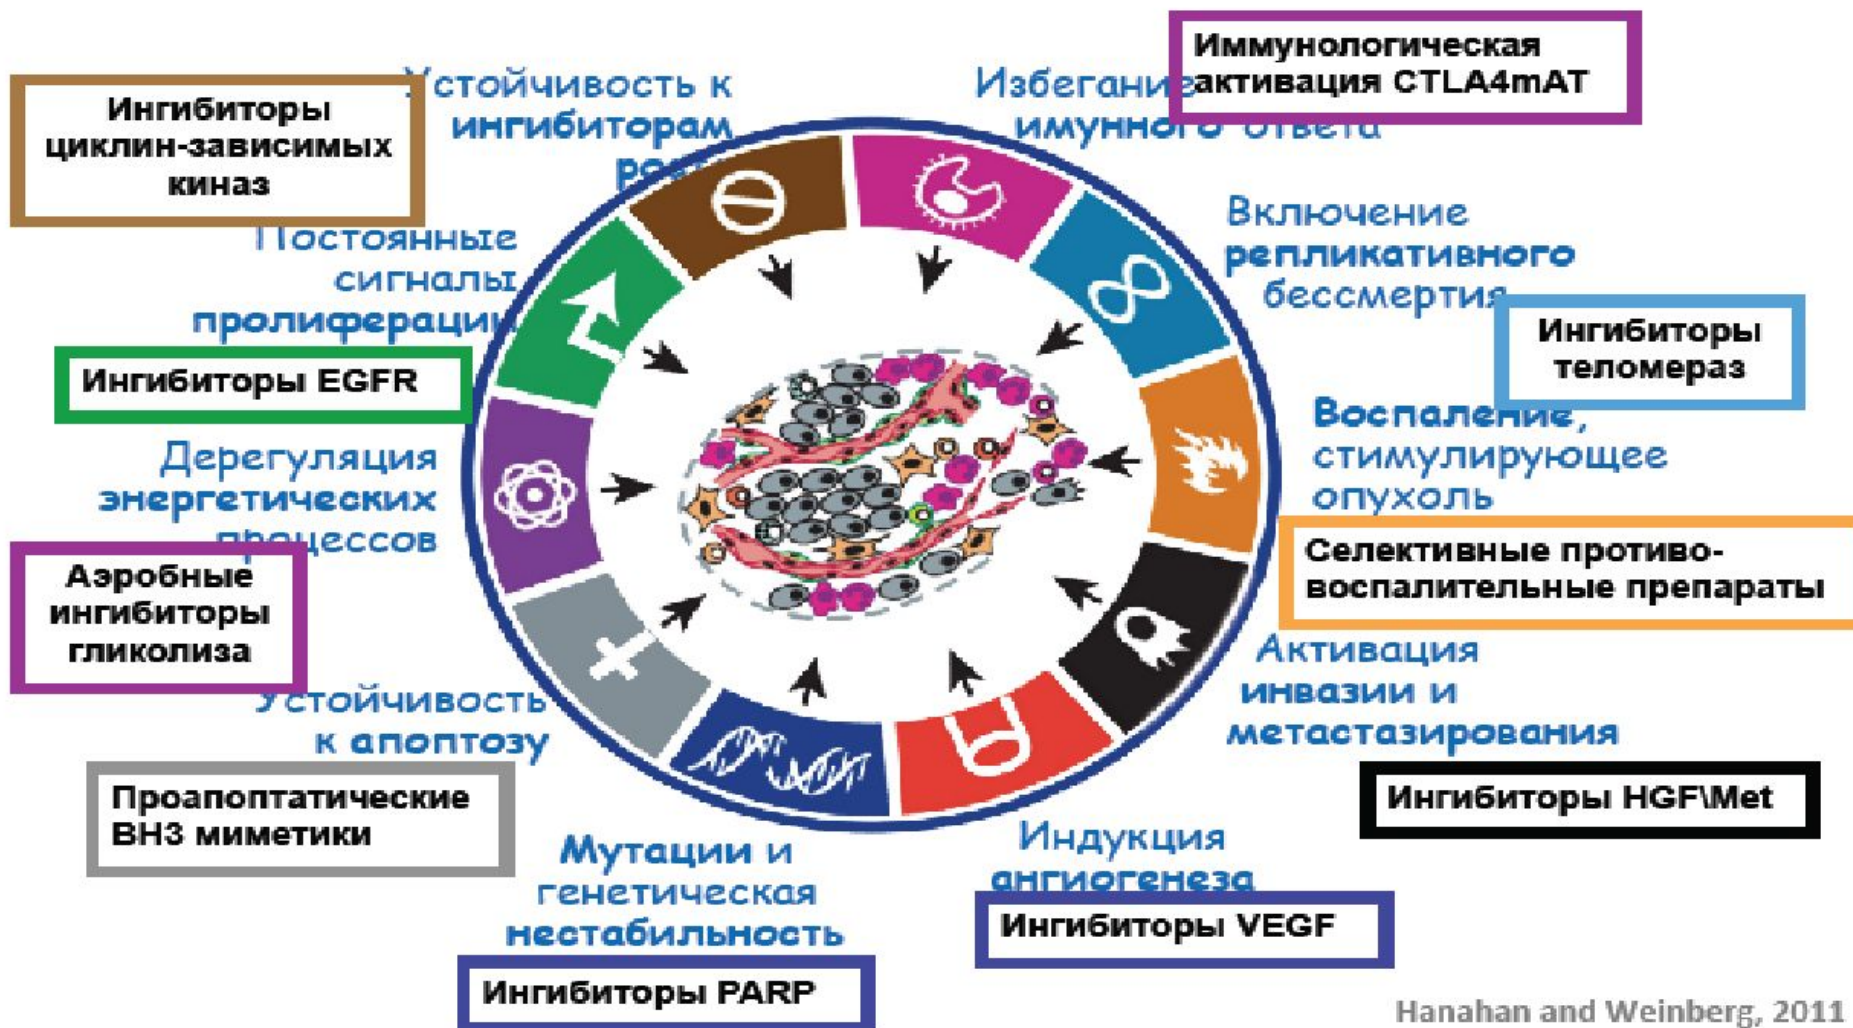 Иммунологическая
активация CTLA4mAT
Избегание
имунного ответа
Устойчивость к
ингибиторам
роста
Ингибиторы
циклин-зависимых
киназ
Постоянные
сигналы
пролиферации
Ингибиторы EGFR
Включение
репликативного
бессмертия
Ингибиторы
теломераз
Дерегуляция
энергетических
процессов
Аэробные
ингибиторы
гликолиза
Воспаление,
стимулирующее
опухоль
Селективные противо-
воспалительные препараты
Устойчивость
к апоптозу
Проапоптатические
BH3 миметики
Активация
инвазии и
метастазирования
Ингибиторы HGF\Met
Мутации и
генетическая
нестабильность
Ингибиторы PARP
Индукция
ангиогенеза
Ингибиторы VEGF
Hanahan and Weinberg, 2011